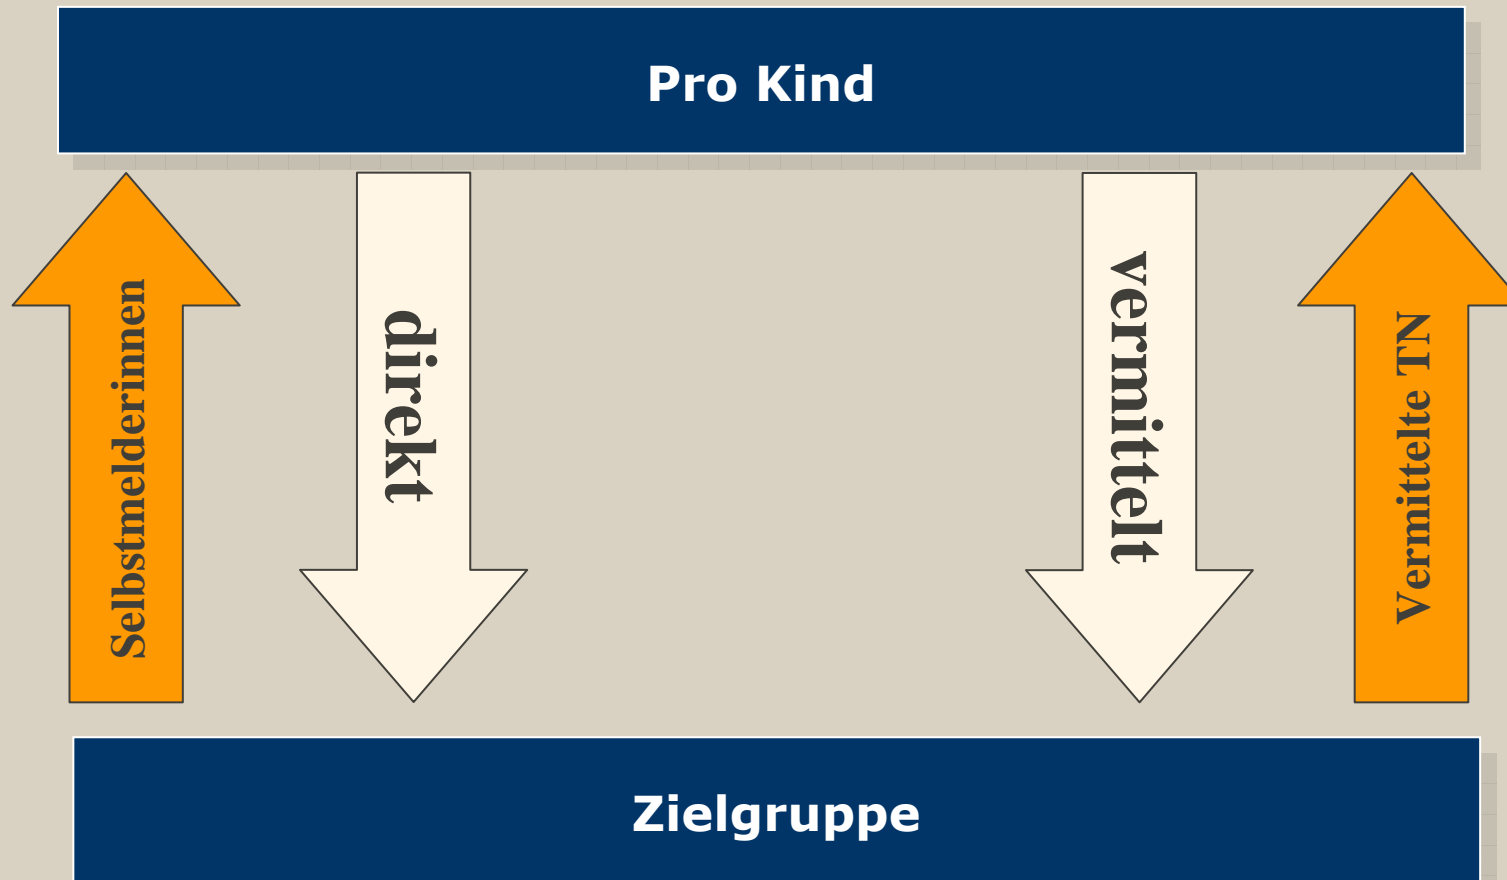 Pro Kind
Selbstmelderinnen
direkt
vermittelt
Vermittelte TN
Zielgruppe